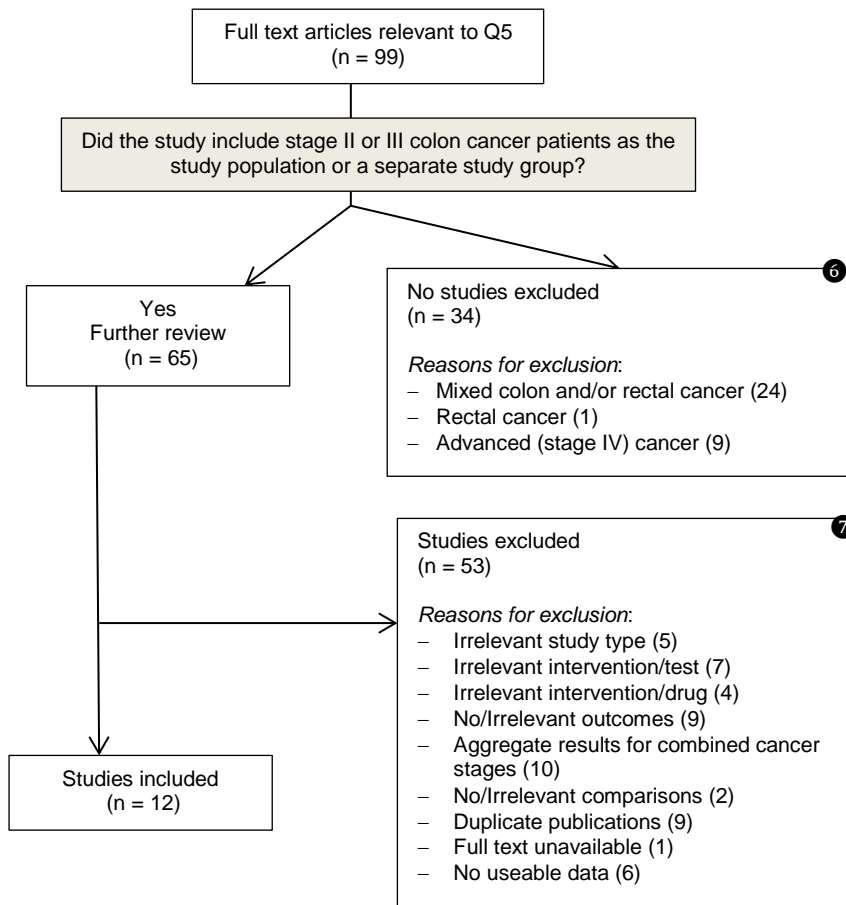 Full text articles relevant to Q5
(n = 99)
Did the study include stage II or III colon cancer patients as the
study population or a separate study group?
Yes
Further review
(n = 65)
6
No studies excluded
(n = 34)
Reasons for exclusion:
– Mixed colon and/or rectal cancer (24)
– Rectal cancer (1)
– Advanced (stage IV) cancer (9)
7
Studies excluded
(n = 53)
Reasons for exclusion:
– Irrelevant study type (5)
– Irrelevant intervention/test (7)
– Irrelevant intervention/drug (4)
– No/Irrelevant outcomes (9)
– Aggregate results for combined cancer
stages (10)
– No/Irrelevant comparisons (2)
– Duplicate publications (9)
– Full text unavailable (1)
– No useable data (6)
Studies included
(n = 12)